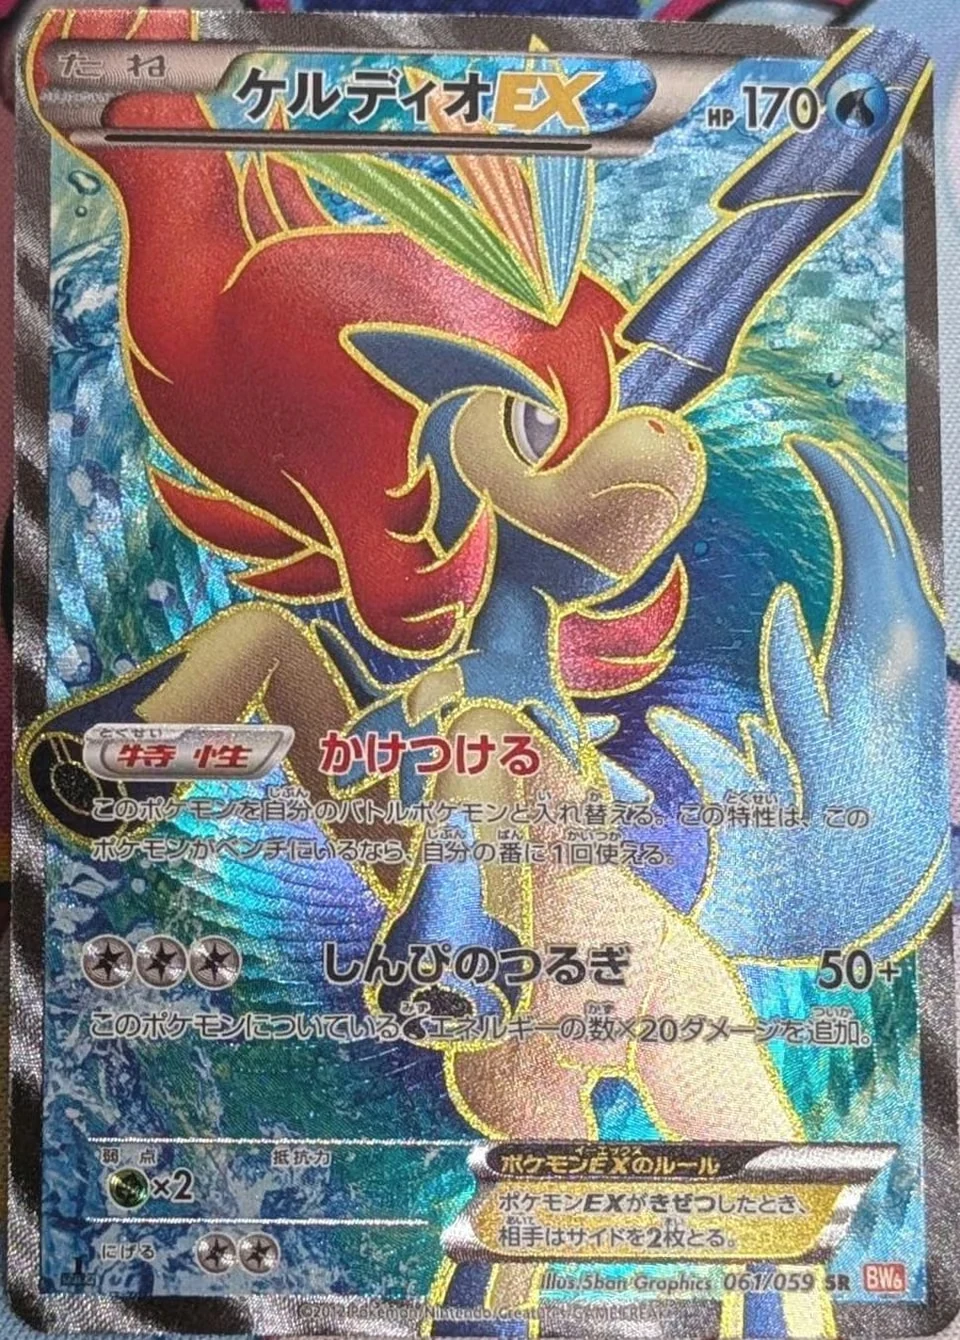 たね
ケルディオEX
HP 170
とくせい
特性 かけつける
このポケモンを自分のバトルポケモンと入れ替える。この特性は、この
ポケモンがベンチにいるなら、自分の番に1回使える。
しんぴのつるぎ 50+
このポケモンについているエネルギーの数×20ダメージを追加。
弱点 抵抗力
×2
にげる
ポケモンEXのルール
ポケモンEXがきぜつしたとき、
相手はサイドを2枚とる。
illus. 5ban Graphics 061/059 SR BW6